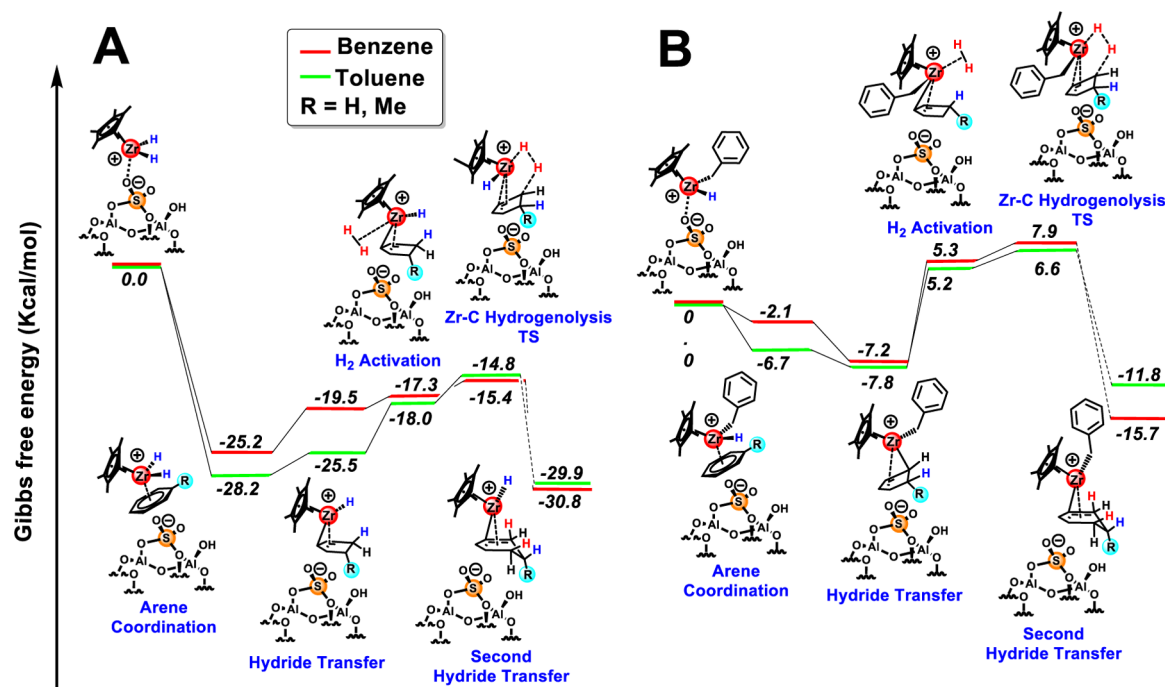 A
B
Benzene
Toluene
R = H, Me
Gibbs free energy (Kcal/mol)
0.0
-25.2
-28.2
-19.5
-25.5
-17.3
-18.0
-14.8
-15.4
-29.9
-30.8
Arene
Coordination
Hydride Transfer
H₂ Activation
Zr-C Hydrogenolysis
TS
Second
Hydride Transfer
0
0
-2.1
-6.7
-7.2
-7.8
5.3
5.2
7.9
6.6
-11.8
-15.7
Arene
Coordination
Hydride Transfer
H₂ Activation
Zr-C Hydrogenolysis
TS
Second
Hydride Transfer